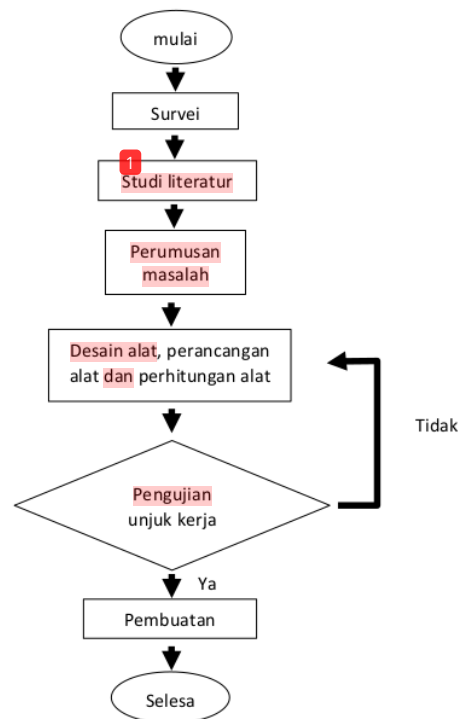 mulai
Survei
1
Studi literatur
Perumusan
masalah
Desain alat, perancangan
alat dan perhitungan alat
Tidak
Pengujian
unjuk kerja
Ya
Pembuatan
Selesa